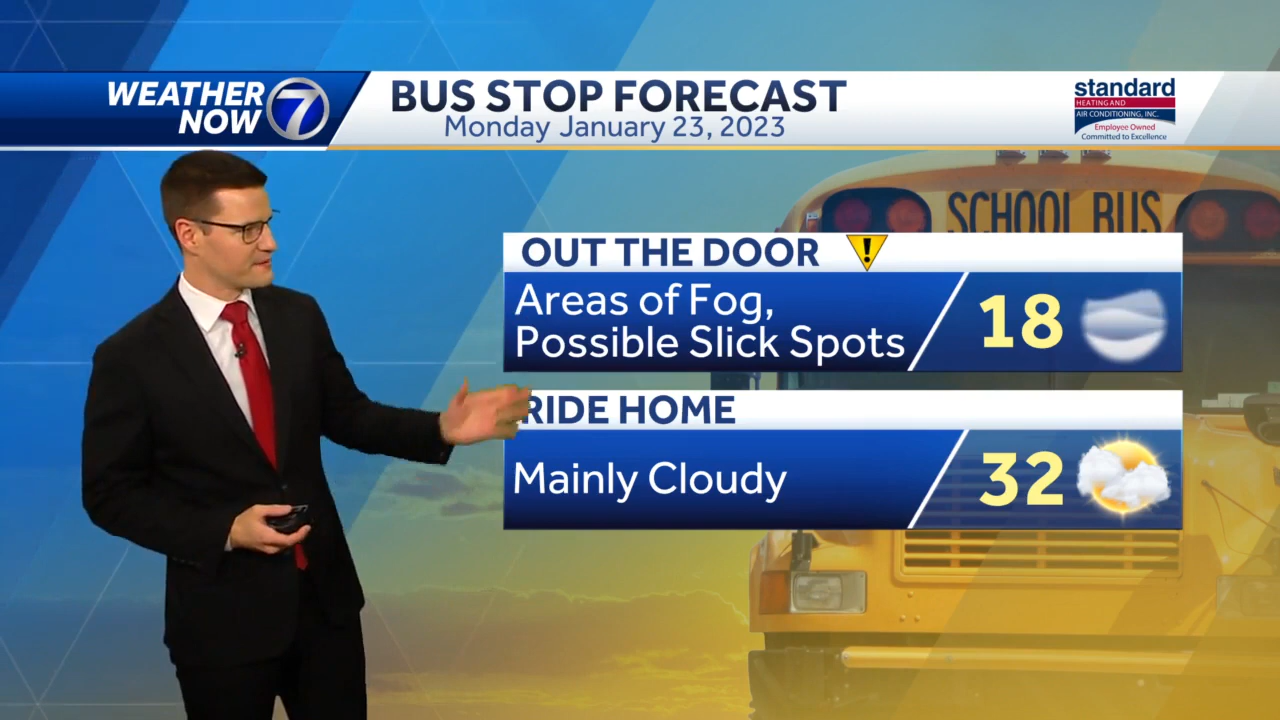 WEATHER
NOW 7
BUS STOP FORECAST
Monday January 23, 2023
standard
HEATING AND
AIR CONDITIONING, INC.
Employee Owned
Committed to Excellence
SCHOOL BUS
OUT THE DOOR !
Areas of Fog,
Possible Slick Spots
18
RIDE HOME
Mainly Cloudy
32